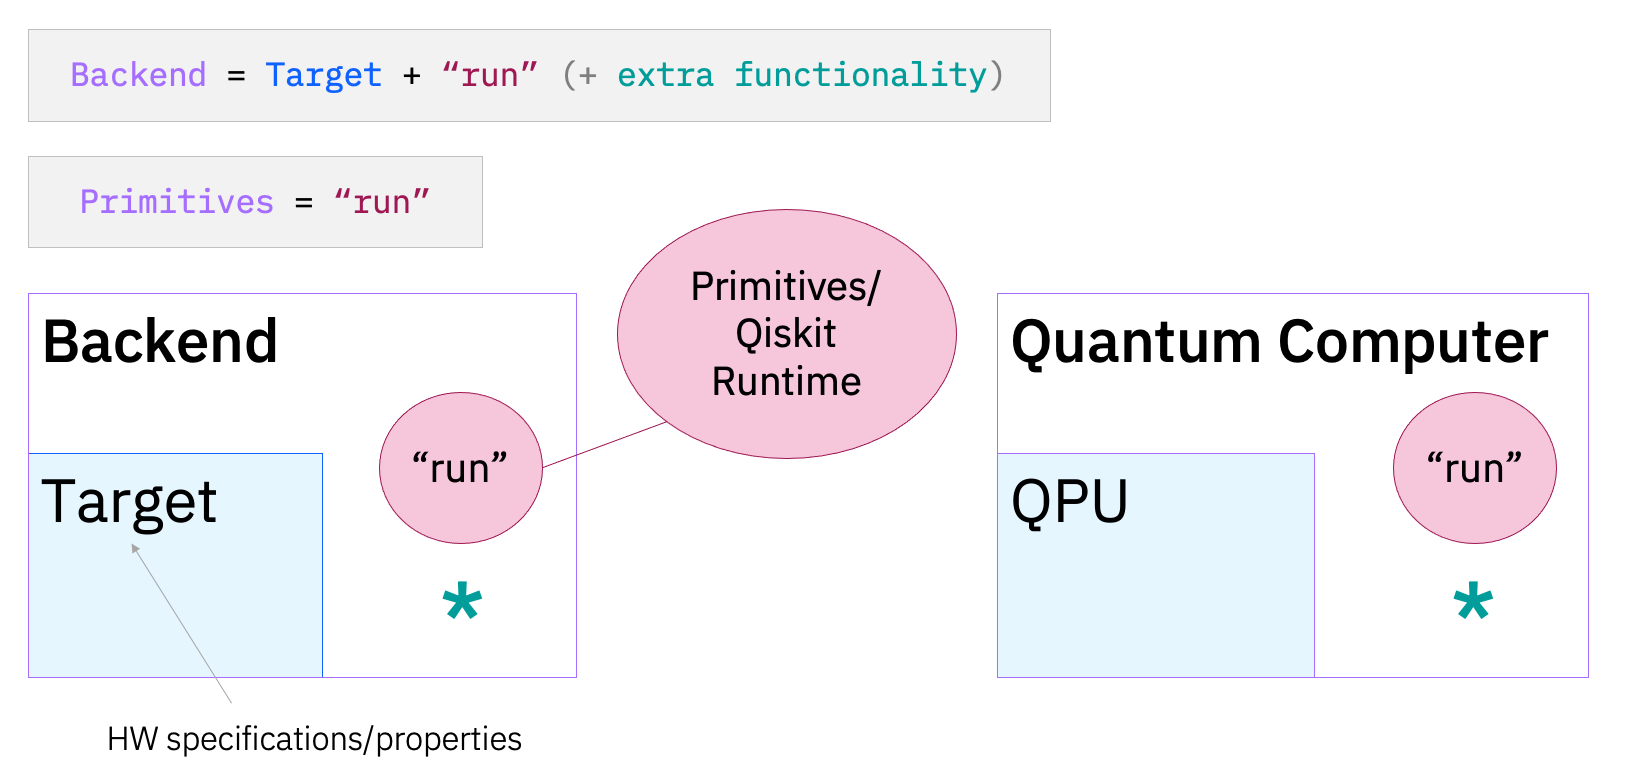 Backend = Target + “run” (+ extra functionality)
Primitives = “run”
Primitives/
Qiskit
Runtime
Backend
“run”
Target
*
HW specifications/properties
Quantum Computer
“run”
QPU
*